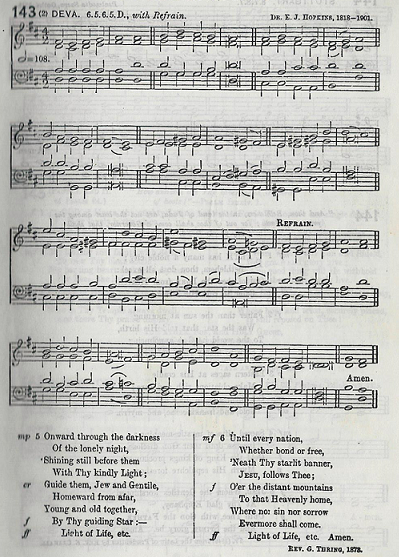 143 (2) DEVA. 6.5.6.5.D., with Refrain. DR. E. J. HOPKINS, 1818–1901.
=108.
REFRAIN.
Amen.
mp 5 Onward through the darkness
Of the lonely night,
'Shining still before them
With Thy kindly Light;
cr Guide them, Jew and Gentile,
Homeward from afar,
Young and old together,
f By Thy guiding Star:—
ff Light of Life, etc.
mf 6 Until every nation,
Whether bond or free,
'Neath Thy starlit banner,
JESU, follows Thee;
f O'er the distant mountains
To that Heavenly home,
Where no: sin nor sorrow
Evermore shall come.
ff Light of Life, etc. Amen.
REV. G. THRING, 1873.